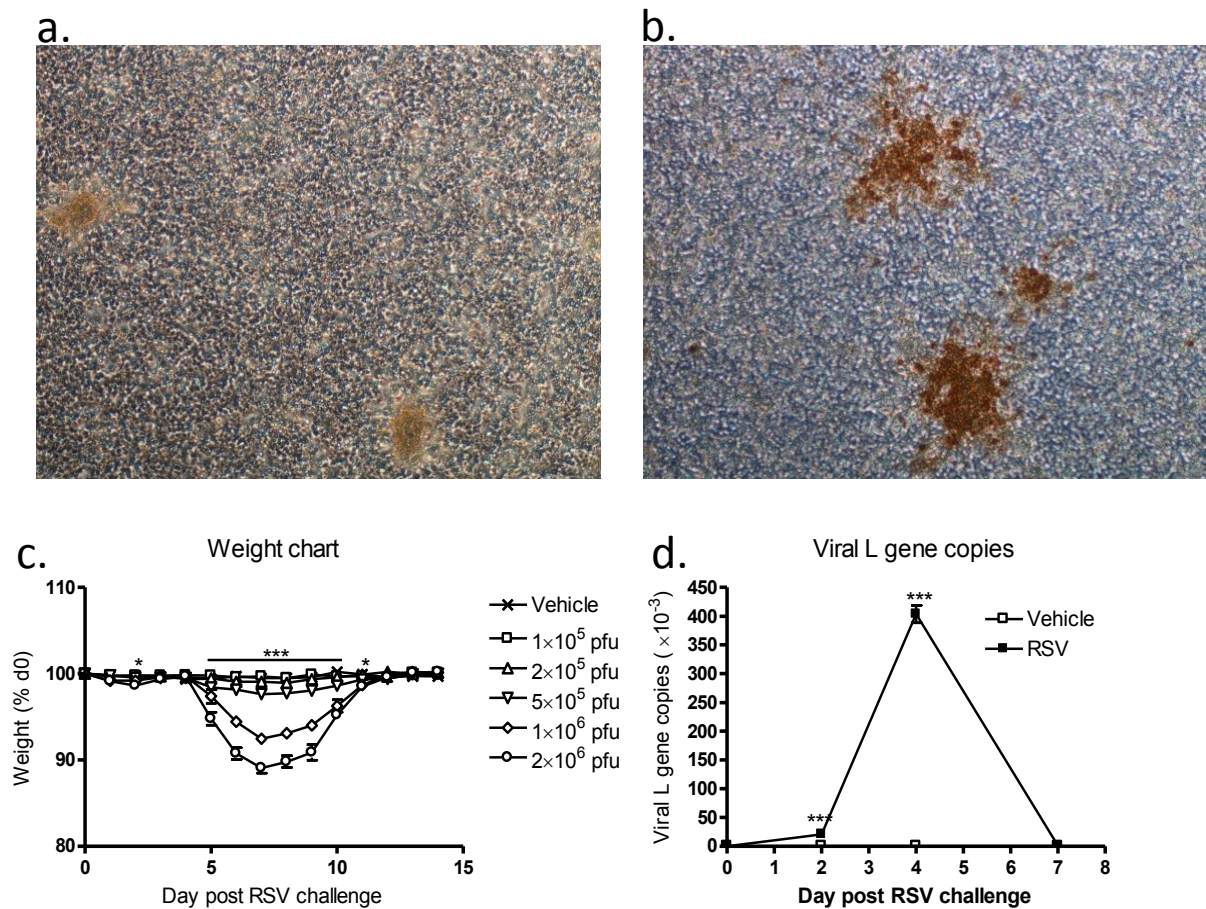 a.
b.
c.
Weight chart
110
100
90
80
Weight (% d0)
*
***
*
0
5
10
15
Day post RSV challenge
Vehicle
1×10⁵ pfu
2×10⁵ pfu
5×10⁵ pfu
1×10⁶ pfu
2×10⁶ pfu
d.
Viral L gene copies
450
400
350
300
250
200
150
100
50
0
Viral L gene copies (×10⁻³)
***
***
Vehicle
RSV
0 1 2 3 4 5 6 7 8
Day post RSV challenge